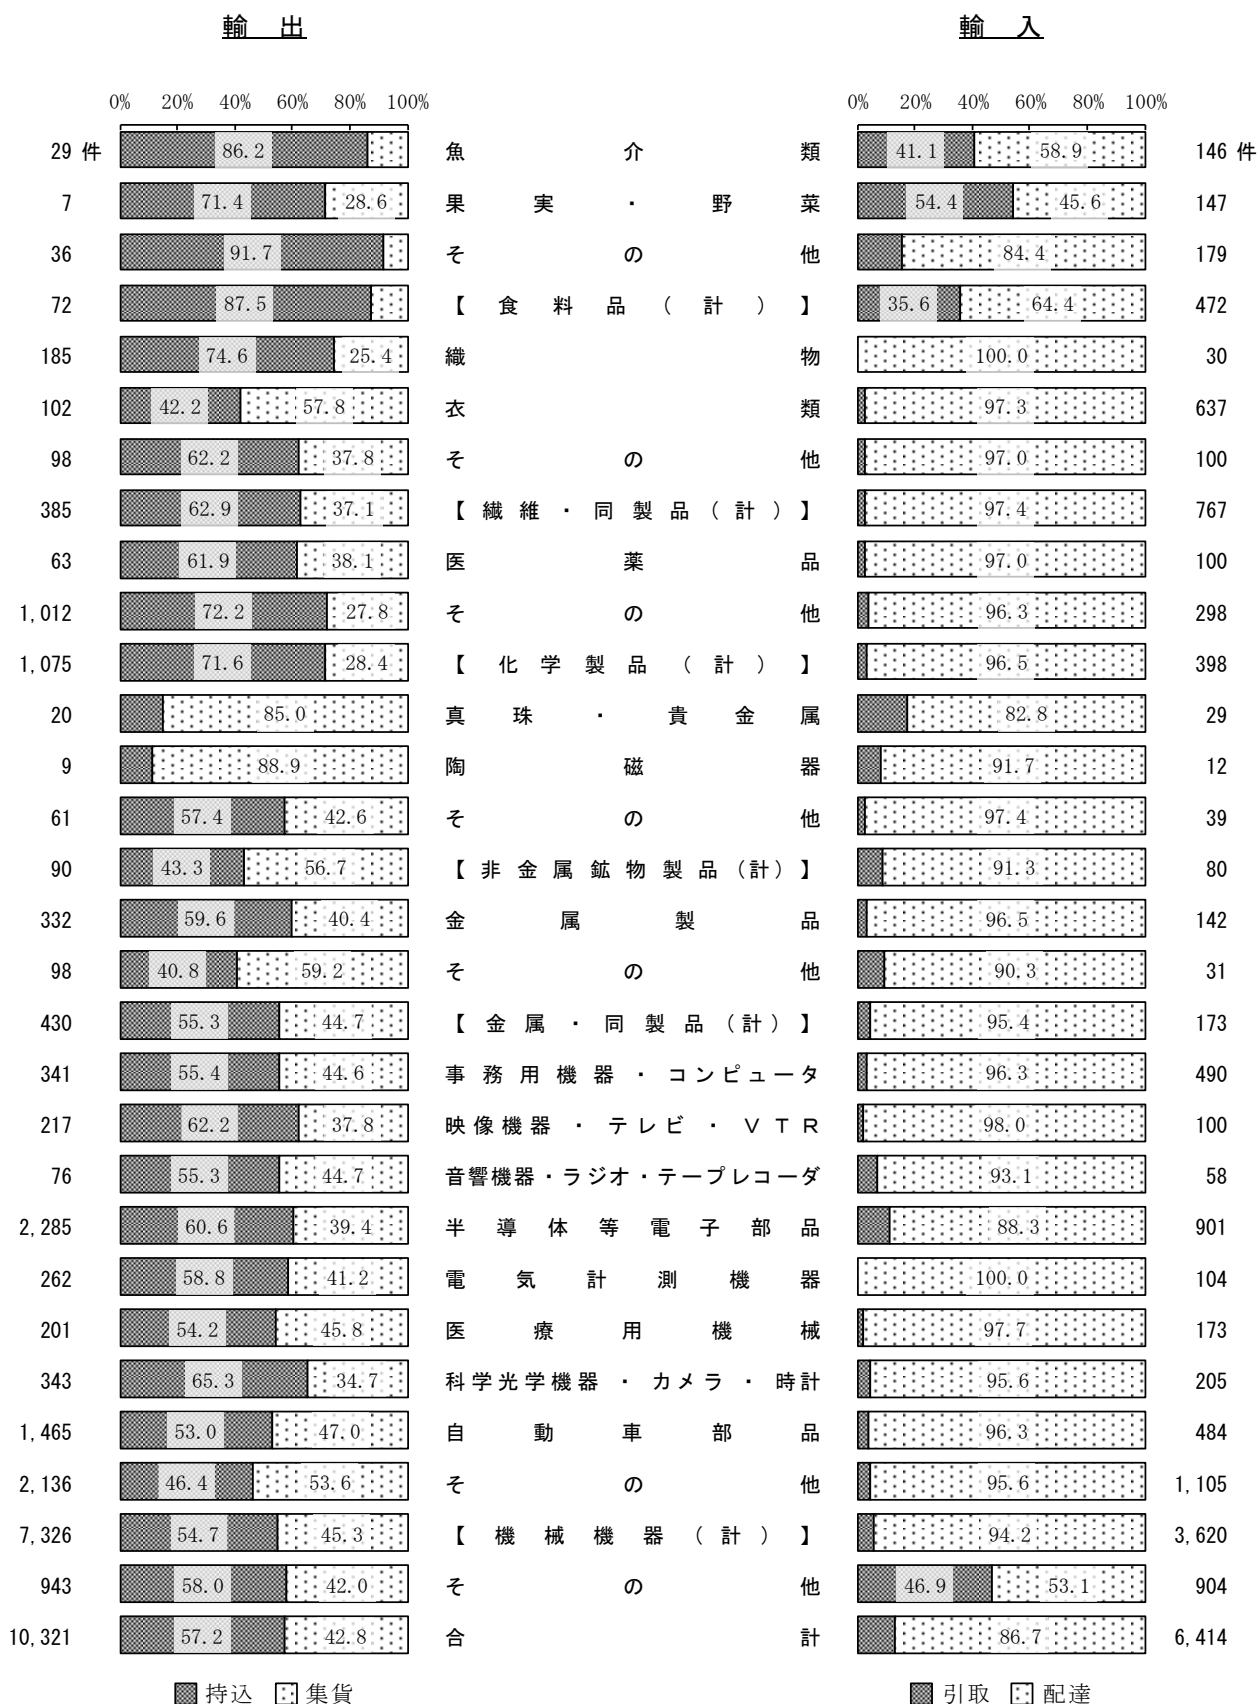 輸 出 輸 入
0% 20% 40% 60% 80% 100% 0% 20% 40% 60% 80% 100%
29 件 86.2 魚介類 41.1 58.9 146 件
7 71.4 28.6 果実・野菜 54.4 45.6 147
36 91.7 その他 84.4 179
72 87.5 【食料品(計)】 35.6 64.4 472
185 74.6 25.4 織物 100.0 30
102 42.2 57.8 衣類 97.3 637
98 62.2 37.8 その他 97.0 100
385 62.9 37.1 【繊維・同製品(計)】 97.4 767
63 61.9 38.1 医薬品 97.0 100
1,012 72.2 27.8 その他 96.3 298
1,075 71.6 28.4 【化学製品(計)】 96.5 398
20 85.0 真珠・貴金属 82.8 29
9 88.9 陶磁器 91.7 12
61 57.4 42.6 その他 97.4 39
90 43.3 56.7 【非金属鉱物製品(計)】 91.3 80
332 59.6 40.4 金属製品 96.5 142
98 40.8 59.2 その他 90.3 31
430 55.3 44.7 【金属・同製品(計)】 95.4 173
341 55.4 44.6 事務用機器・コンピュータ 96.3 490
217 62.2 37.8 映像機器・テレビ・VTR 98.0 100
76 55.3 44.7 音響機器・ラジオ・テープレコーダ 93.1 58
2,285 60.6 39.4 半導体等電子部品 88.3 901
262 58.8 41.2 電気計測機器 100.0 104
201 54.2 45.8 医療用機械 97.7 173
343 65.3 34.7 科学光学機器・カメラ・時計 95.6 205
1,465 53.0 47.0 自動車部品 96.3 484
2,136 46.4 53.6 その他 95.6 1,105
7,326 54.7 45.3 【機械機器(計)】 94.2 3,620
943 58.0 42.0 その他 46.9 53.1 904
10,321 57.2 42.8 合計 86.7 6,414
持込 集貨 引取 配達